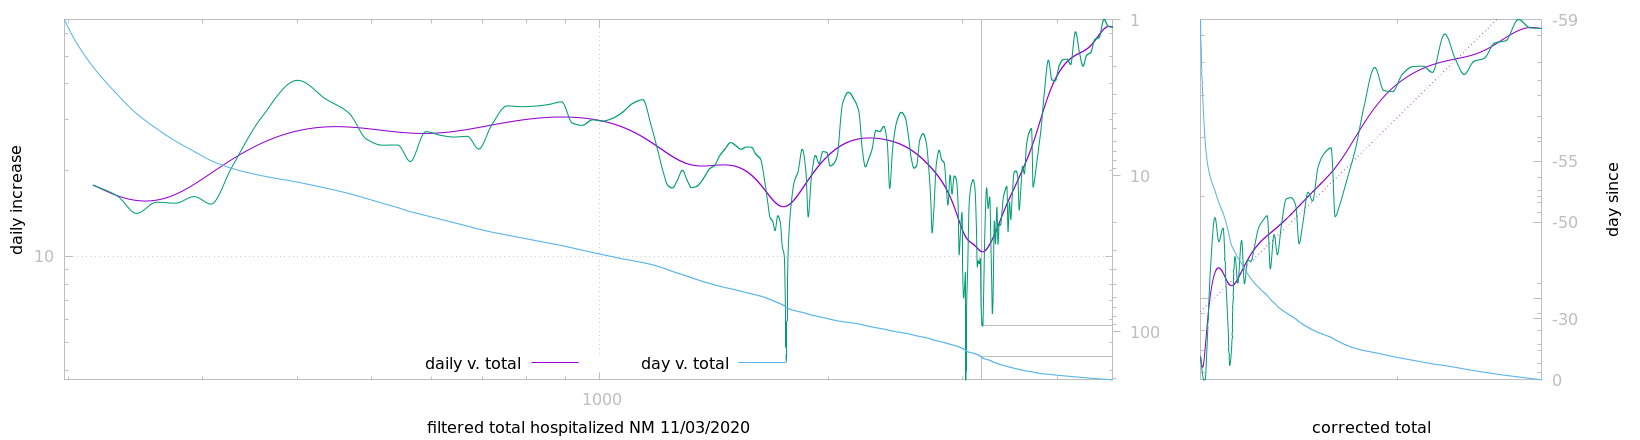 1
-59
daily increase
10
10
-55
-50
day since
-30
100
daily v. total
day v. total
0
1000
filtered total hospitalized NM 11/03/2020
corrected total